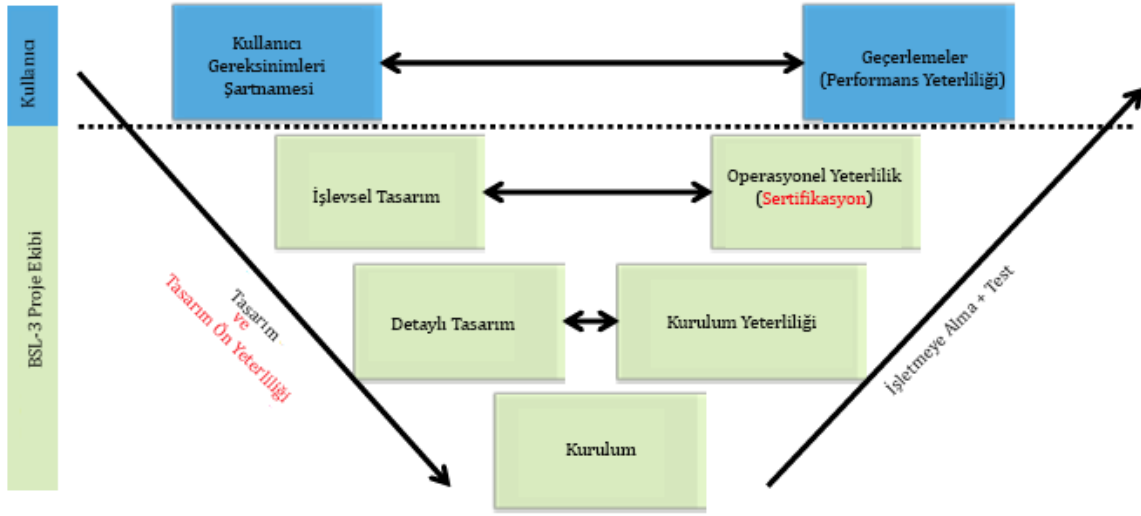 Kullanıcı
Kullanıcı
Gereksinimleri
Şartnamesi
Geçerlemeler
(Performans Yeterliliği)
BSL-3 Proje Ekibi
İşlevsel Tasarım
Operasyonel Yeterlilik
(Sertifikasyon)
Tasarım
ve
Tasarım Ön Yeterliliği
Detaylı Tasarım
Kurulum Yeterliliği
İşletmeye Alma + Test
Kurulum